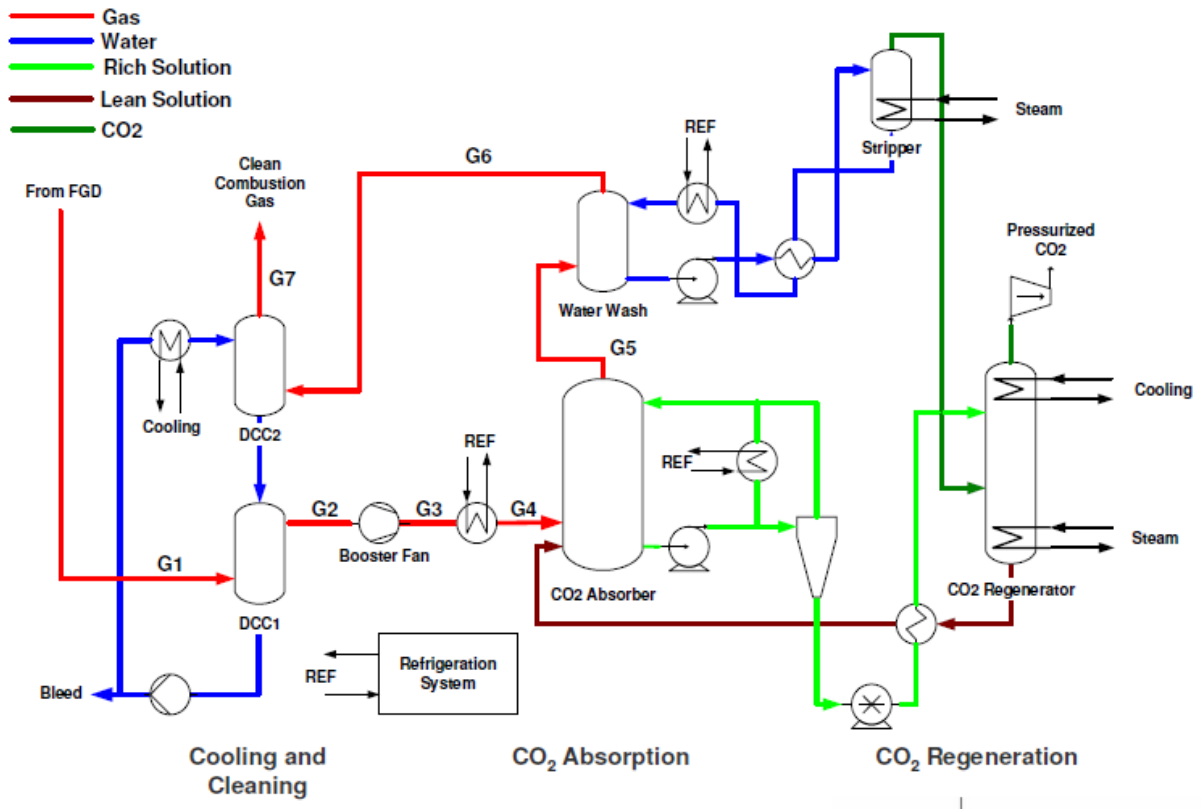 Gas
Water
Rich Solution
Lean Solution
CO2
From FGD
Clean
Combustion
Gas
G6
REF
Stripper
Steam
Pressurized
CO2
G7
Water Wash
G5
Cooling
DCC2
REF
REF
Cooling
G2
G3
G4
Booster Fan
G1
CO2 Absorber
Steam
CO2 Regenerator
DCC1
Bleed
REF
Refrigeration
System
Cooling and
Cleaning
CO₂ Absorption
CO₂ Regeneration